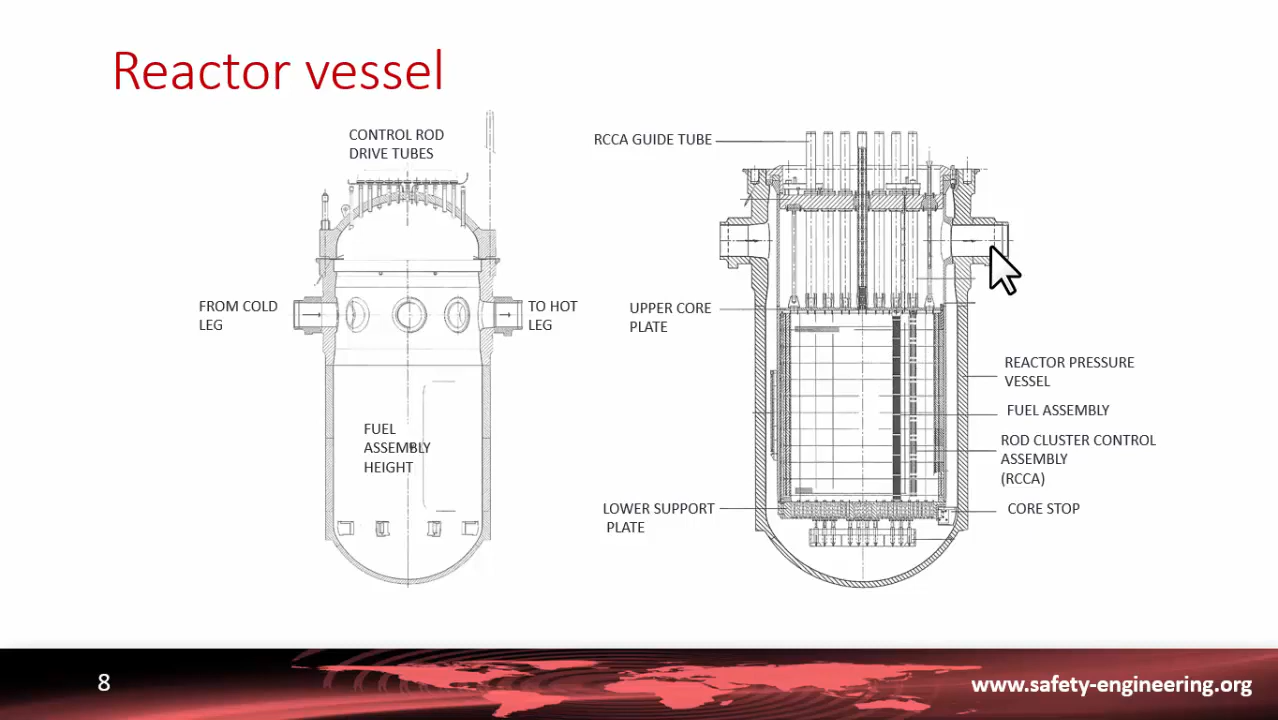 Reactor vessel
CONTROL ROD
DRIVE TUBES
FROM COLD
LEG
TO HOT
LEG
FUEL
ASSEMBLY
HEIGHT
RCCA GUIDE TUBE
UPPER CORE
PLATE
LOWER SUPPORT
PLATE
REACTOR PRESSURE
VESSEL
FUEL ASSEMBLY
ROD CLUSTER CONTROL
ASSEMBLY
(RCCA)
CORE STOP
8
www.safety-engineering.org